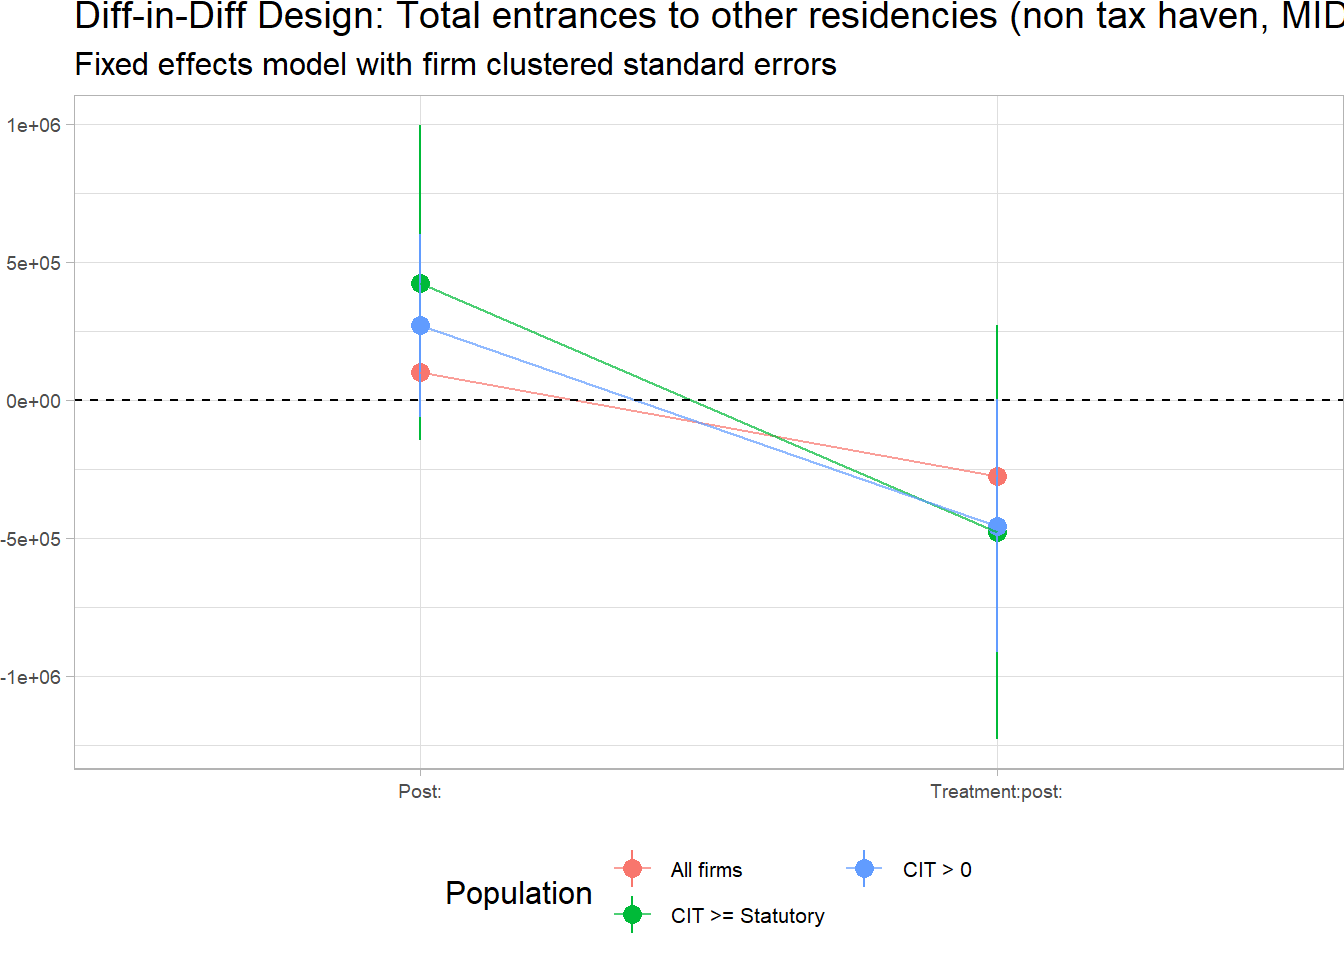 Diff-in-Diff Design: Total entrances to other residencies (non tax haven, MID
Fixed effects model with firm clustered standard errors
1e+06
5e+05
0e+00
-5e+05
-1e+06
Post:
Treatment:post:
Population
All firms
CIT > 0
CIT >= Statutory